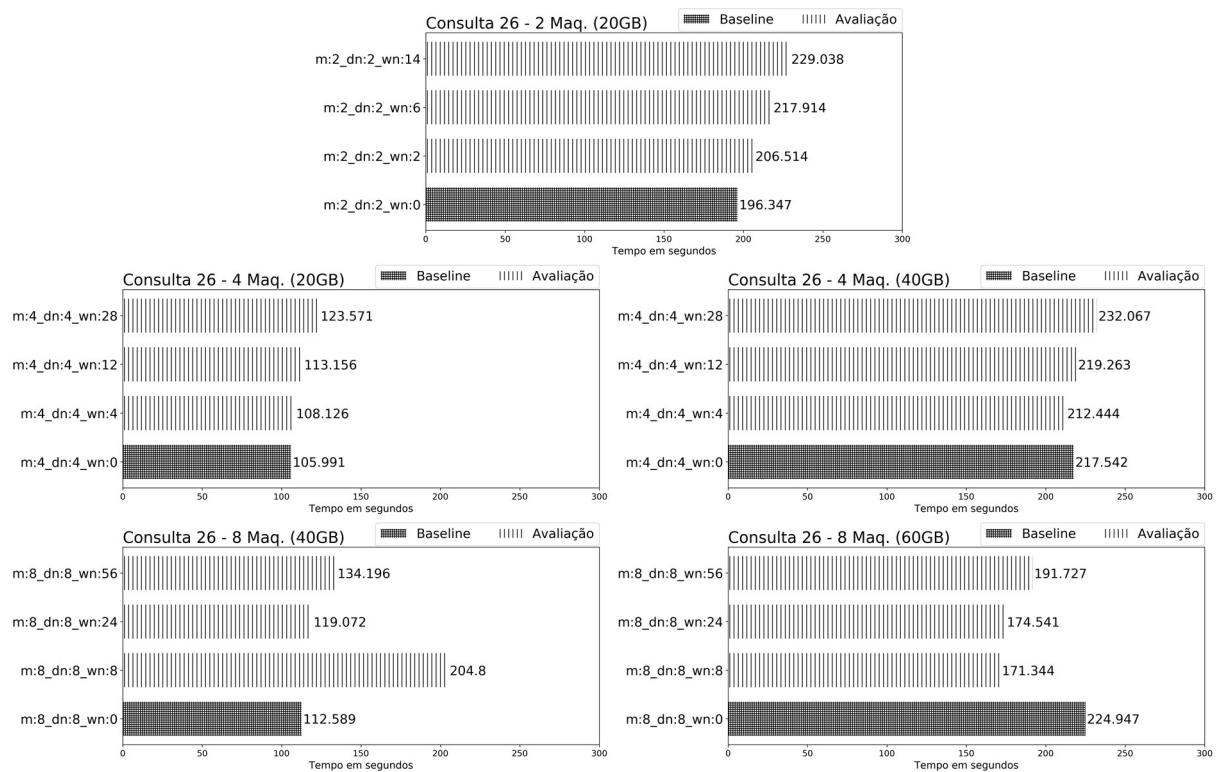 Consulta 26 - 2 Maq. (20GB)
Baseline Avaliação
m:2_dn:2_wn:14 229.038
m:2_dn:2_wn:6 217.914
m:2_dn:2_wn:2 206.514
m:2_dn:2_wn:0 196.347
0 50 100 150 200 250 300
Tempo em segundos
Consulta 26 - 4 Maq. (20GB)
Baseline Avaliação
m:4_dn:4_wn:28 123.571
m:4_dn:4_wn:12 113.156
m:4_dn:4_wn:4 108.126
m:4_dn:4_wn:0 105.991
0 50 100 150 200 250 300
Tempo em segundos
Consulta 26 - 4 Maq. (40GB)
Baseline Avaliação
m:4_dn:4_wn:28 232.067
m:4_dn:4_wn:12 219.263
m:4_dn:4_wn:4 212.444
m:4_dn:4_wn:0 217.542
0 50 100 150 200 250 300
Tempo em segundos
Consulta 26 - 8 Maq. (40GB)
Baseline Avaliação
m:8_dn:8_wn:56 134.196
m:8_dn:8_wn:24 119.072
m:8_dn:8_wn:8 204.8
m:8_dn:8_wn:0 112.589
0 50 100 150 200 250 300
Tempo em segundos
Consulta 26 - 8 Maq. (60GB)
Baseline Avaliação
m:8_dn:8_wn:56 191.727
m:8_dn:8_wn:24 174.541
m:8_dn:8_wn:8 171.344
m:8_dn:8_wn:0 224.947
0 50 100 150 200 250 300
Tempo em segundos